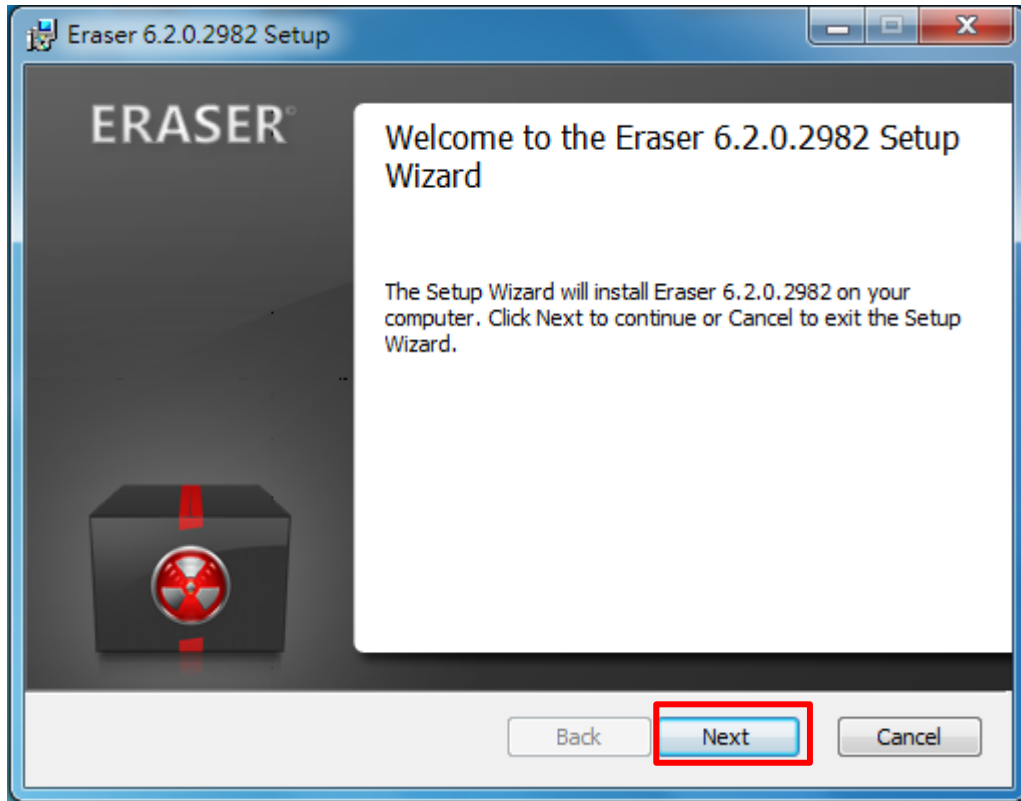 Eraser 6.2.0.2982 Setup
ERASER©
Welcome to the Eraser 6.2.0.2982 Setup
Wizard
The Setup Wizard will install Eraser 6.2.0.2982 on your
computer. Click Next to continue or Cancel to exit the Setup
Wizard.
Back
Next
Cancel